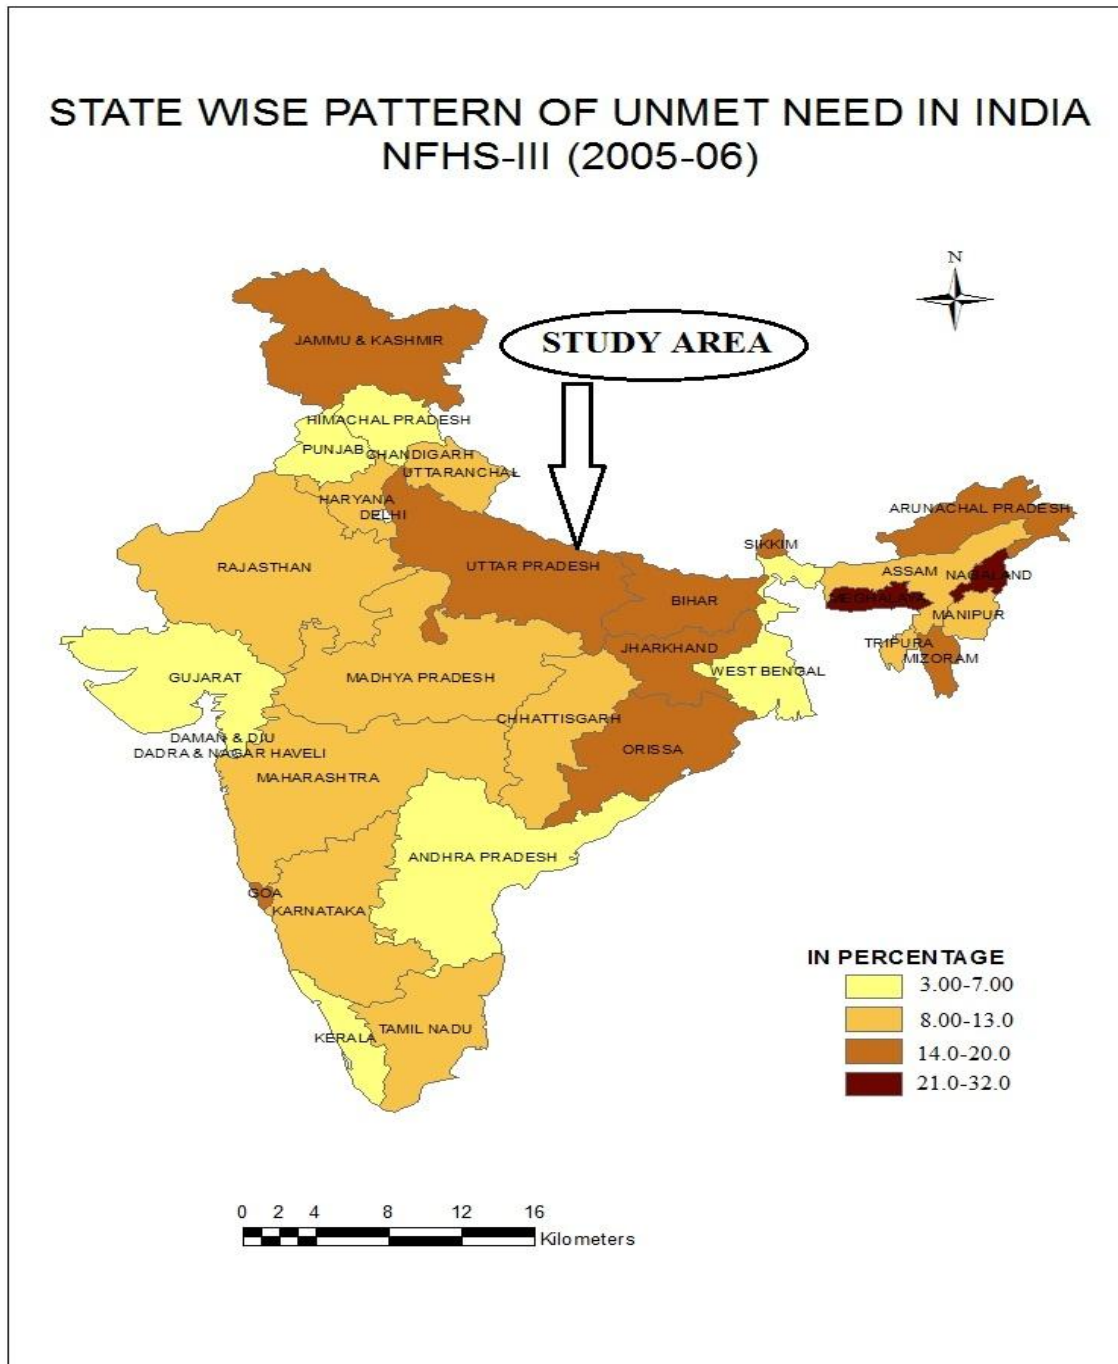 STATE WISE PATTERN OF UNMET NEED IN INDIA
NFHS-III (2005-06)
N
STUDY AREA
JAMMU & KASHMIR
HIMACHAL PRADESH
PUNJAB
CHANDIGARH
UTTARANCHAL
HARYANA
DELHI
ARUNACHAL PRADESH
SIKKIM
RAJASTHAN
UTTAR PRADESH
ASSAM
NAGALAND
BIHAR
MEGHALAYA
MANIPUR
JHARKHAND
TRIPURA
MIZORAM
GUJARAT
MADHYA PRADESH
WEST BENGAL
CHHATTISGARH
DAMAN & DIU
DADRA & NAGAR HAVELI
ORISSA
MAHARASHTRA
ANDHRA PRADESH
GOA
KARNATAKA
KERALA
TAMIL NADU
IN PERCENTAGE
3.00-7.00
8.00-13.0
14.0-20.0
21.0-32.0
0 2 4 8 12 16
Kilometers